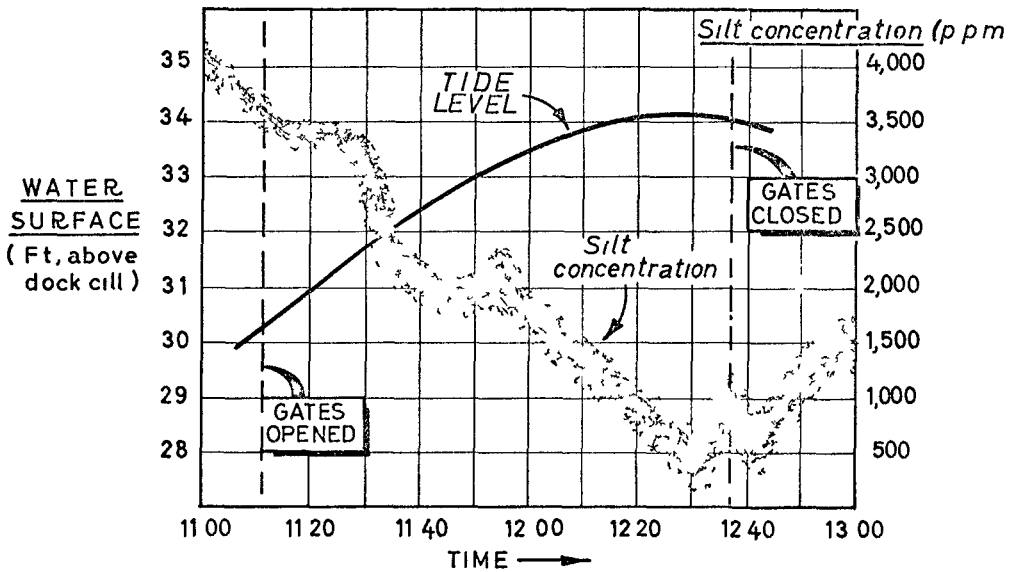 Silt concentration (ppm
35
34
33
32
31
30
29
28
WATER
SURFACE
(Ft, above
dock cill)
TIDE
LEVEL
Silt
concentration
GATES
OPENED
GATES
CLOSED
4,000
3,500
3,000
2,500
2,000
1,500
1,000
500
11 00
11 20
11 40
12 00
12 20
12 40
13 00
TIME